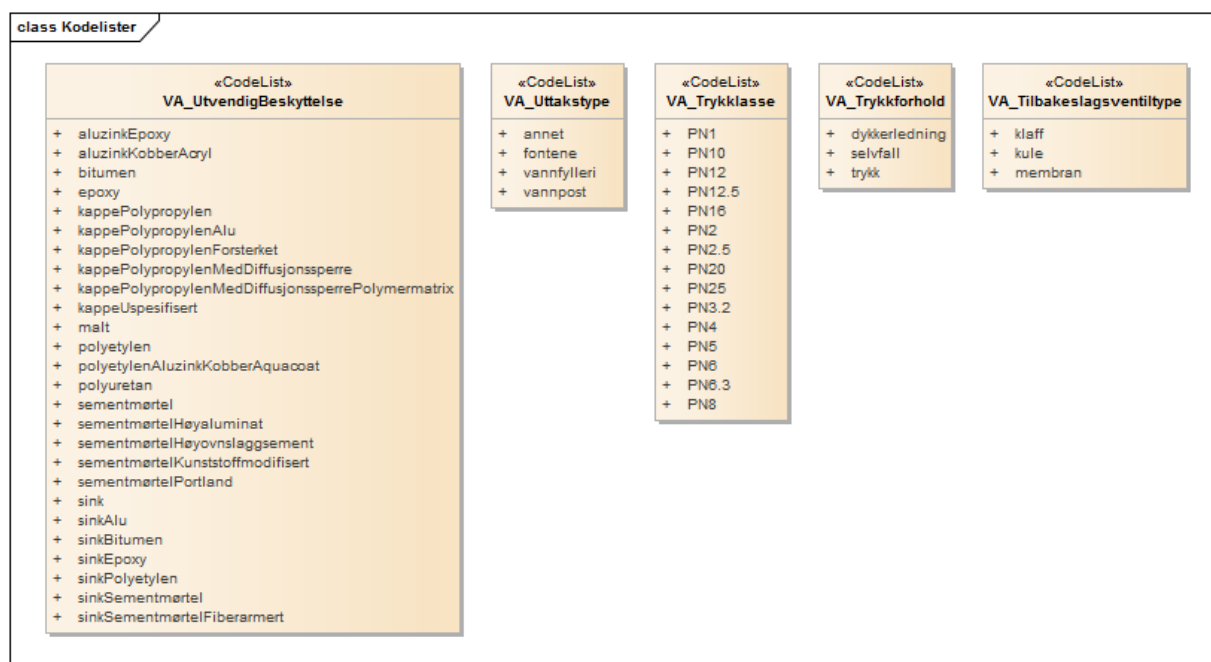 class Kodelister
«CodeList»
VA_UtvendigBeskyttelse
+ aluzinkEpoxy
+ aluzinkKobberAcryl
+ bitumen
+ epoxy
+ kappePolypropylen
+ kappePolypropylenAlu
+ kappePolypropylenForsterket
+ kappePolypropylenMedDiffusjonssperre
+ kappePolypropylenMedDiffusjonssperrePolymermatrix
+ kappeUspesifisert
+ malt
+ polyetylen
+ polyetylenAluzinkKobberAquacoat
+ polyuretan
+ sementmørtel
+ sementmørtelHøyaluminat
+ sementmørtelHøyovnslaggsement
+ sementmørtelKunststoffmodifisert
+ sementmørtelPortland
+ sink
+ sinkAlu
+ sinkBitumen
+ sinkEpoxy
+ sinkPolyetylen
+ sinkSementmørtel
+ sinkSementmørtelFiberarmert
«CodeList»
VA_Uttakstype
+ annet
+ fontene
+ vannfylleri
+ vannpost
«CodeList»
VA_Trykklasse
+ PN1
+ PN10
+ PN12
+ PN12.5
+ PN16
+ PN2
+ PN2.5
+ PN20
+ PN25
+ PN3.2
+ PN4
+ PN5
+ PN6
+ PN6.3
+ PN8
«CodeList»
VA_Trykkforhold
+ dykkerledning
+ selvfall
+ trykk
«CodeList»
VA_Tilbakeslagsventiltype
+ klaff
+ kule
+ membran